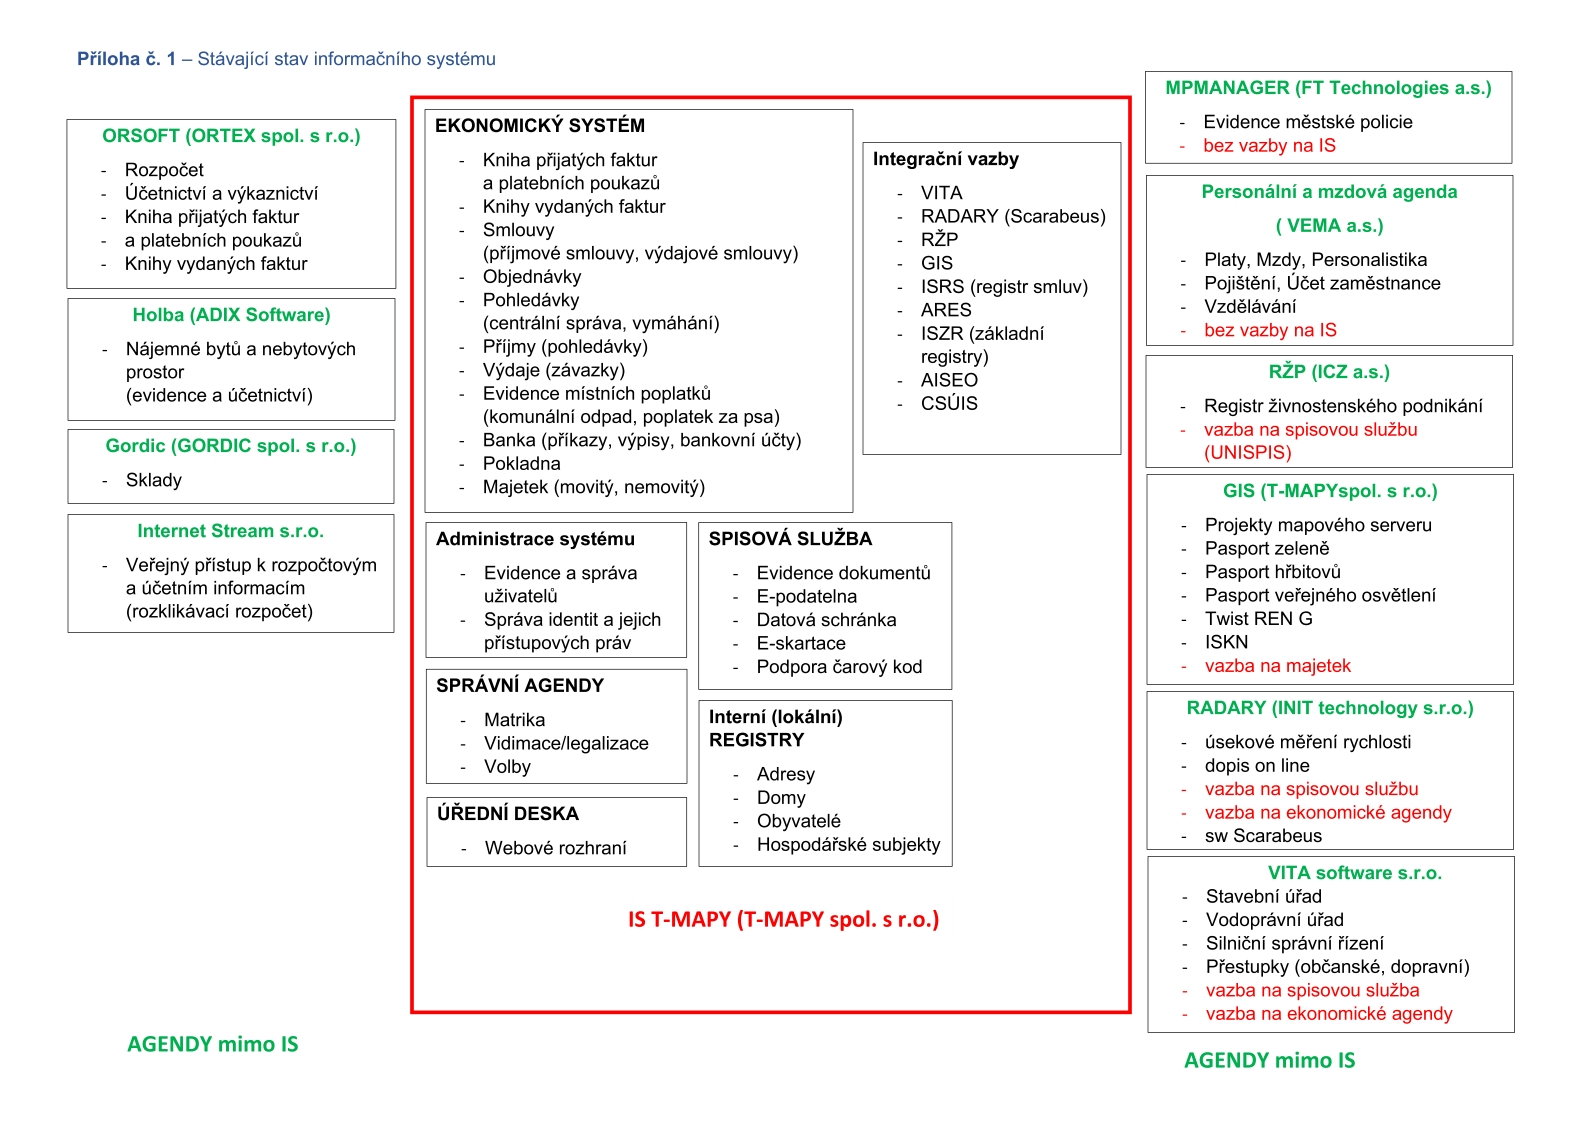 Příloha č. 1 – Stávající stav informačního systému
ORSOFT (ORTEX spol. s r.o.)
- Rozpočet
- Účetnictví a výkaznictví
- Kniha přijatých faktur
- a platebních poukazů
- Knihy vydaných faktur
Holba (ADIX Software)
- Nájemné bytů a nebytových
prostor
(evidence a účetnictví)
Gordic (GORDIC spol. s r.o.)
- Sklady
Internet Stream s.r.o.
- Veřejný přístup k rozpočtovým
a účetním informacím
(rozklikávací rozpočet)
AGENDY mimo IS
EKONOMICKÝ SYSTÉM
- Kniha přijatých faktur
a platebních poukazů
- Knihy vydaných faktur
- Smlouvy
(příjmové smlouvy, výdajové smlouvy)
- Objednávky
- Pohledávky
(centrální správa, vymáhání)
- Příjmy (pohledávky)
- Výdaje (závazky)
- Evidence místních poplatků
(komunální odpad, poplatek za psa)
- Banka (příkazy, výpisy, bankovní účty)
- Pokladna
- Majetek (movitý, nemovitý)
Integrační vazby
- VITA
- RADARY (Scarabeus)
- RŽP
- GIS
- ISRS (registr smluv)
- ARES
- ISZR (základní
registry)
- AISEO
- CSÚIS
Administrace systému
- Evidence a správa
uživatelů
- Správa identit a jejich
přístupových práv
SPRÁVNÍ AGENDY
- Matrika
- Vidimace/legalizace
- Volby
ÚŘEDNÍ DESKA
- Webové rozhraní
SPISOVÁ SLUŽBA
- Evidence dokumentů
- E-podatelna
- Datová schránka
- E-skartace
- Podpora čarový kod
Interní (lokální)
REGISTRY
- Adresy
- Domy
- Obyvatelé
- Hospodářské subjekty
IS T-MAPY (T-MAPY spol. s r.o.)
MPMANAGER (FT Technologies a.s.)
- Evidence městské policie
- bez vazby na IS
Personální a mzdová agenda
( VEMA a.s.)
- Platy, Mzdy, Personalistika
- Pojištění, Účet zaměstnance
- Vzdělávání
- bez vazby na IS
RŽP (ICZ a.s.)
- Registr živnostenského podnikání
- vazba na spisovou službu
(UNISPIS)
GIS (T-MAPYspol. s r.o.)
- Projekty mapového serveru
- Pasport zeleně
- Pasport hřbitovů
- Pasport veřejného osvětlení
- Twist REN G
- ISKN
- vazba na majetek
RADARY (INIT technology s.r.o.)
- úsekové měření rychlosti
- dopis on line
- vazba na spisovou službu
- vazba na ekonomické agendy
- sw Scarabeus
VITA software s.r.o.
- Stavební úřad
- Vodoprávní úřad
- Silniční správní řízení
- Přestupky (občanské, dopravní)
- vazba na spisovou služba
- vazba na ekonomické agendy
AGENDY mimo IS